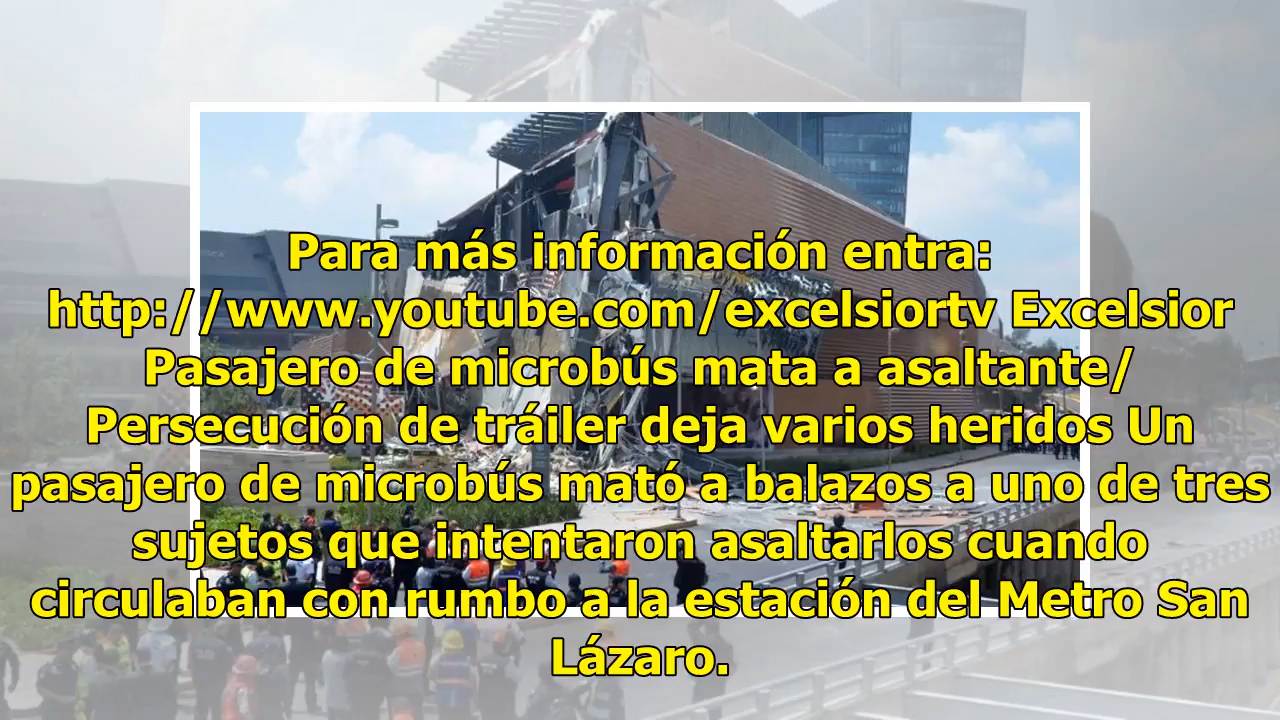 Para más información entra:
http://www.youtube.com/excelsiortv Excelsior
Pasajero de microbús mata a asaltante/
Persecución de tráiler deja varios heridos Un
pasajero de microbús mató a balazos a uno de tres
sujetos que intentaron asaltarlos cuando
circulaban con rumbo a la estación del Metro San
Lázaro.